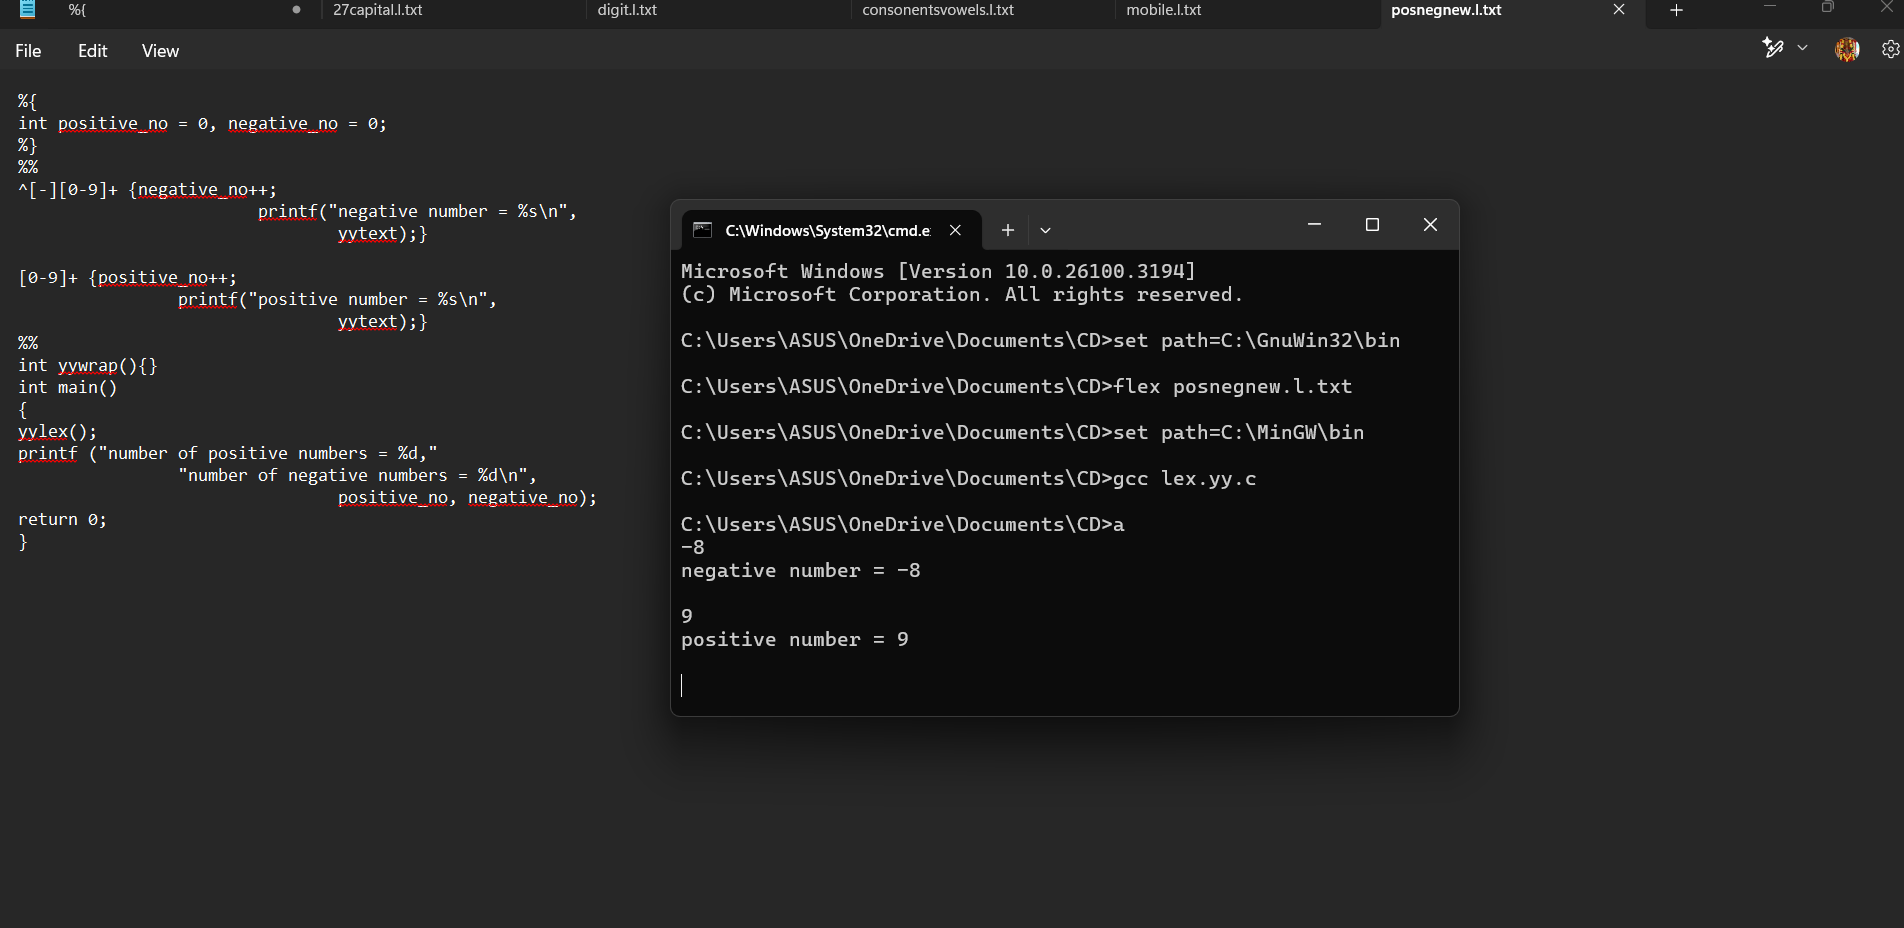 %{
27capital.l.txt
digit.l.txt
consonentsvowels.l.txt
mobile.l.txt
posnegnew.l.txt
File Edit View
%{
int positive_no = 0, negative_no = 0;
%}
%%
^[-][0-9]+ {negative_no++;
printf("negative number = %s\n",
yytext);}
[0-9]+ {positive_no++;
printf("positive number = %s\n",
yytext);}
%%
int yywrap(){}
int main()
{
yylex();
printf ("number of positive numbers = %d,"
"number of negative numbers = %d\n",
positive_no, negative_no);
return 0;
}
C:\Windows\System32\cmd.e
Microsoft Windows [Version 10.0.26100.3194]
(c) Microsoft Corporation. All rights reserved.
C:\Users\ASUS\OneDrive\Documents\CD>set path=C:\GnuWin32\bin
C:\Users\ASUS\OneDrive\Documents\CD>flex posnegnew.l.txt
C:\Users\ASUS\OneDrive\Documents\CD>set path=C:\MinGW\bin
C:\Users\ASUS\OneDrive\Documents\CD>gcc lex.yy.c
C:\Users\ASUS\OneDrive\Documents\CD>a
-8
negative number = -8
9
positive number = 9